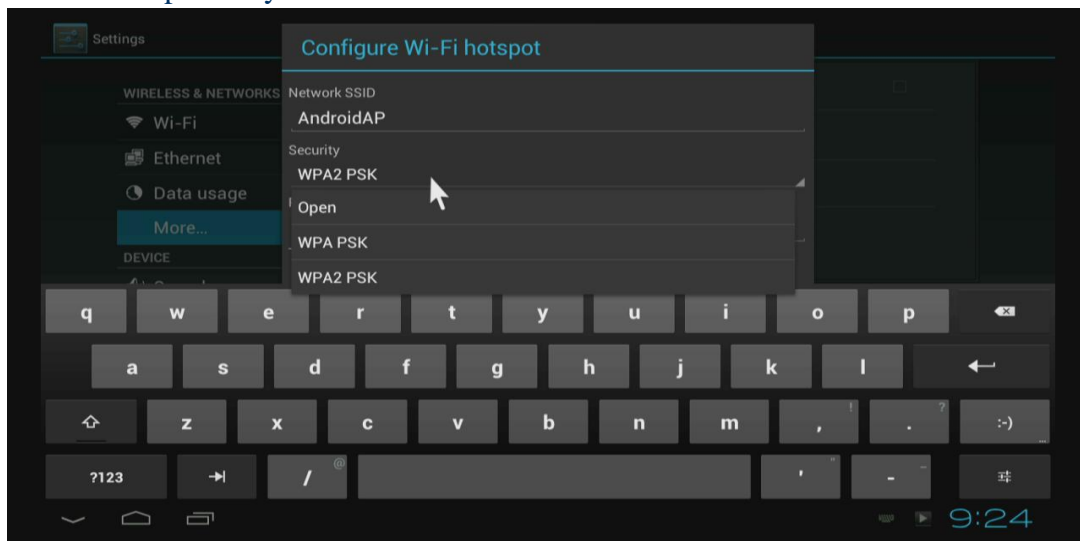 Settings
Configure Wi-Fi hotspot
WIRELESS & NETWORKS
Network SSID
Wi-Fi
AndroidAP
Ethernet
Security
WPA2 PSK
Data usage
Open
More...
WPA PSK
DEVICE
WPA2 PSK
q w e r t y u i o p
a s d f g h j k l
z x c v b n m , ! . ? :-) ...
?123 / @ ' " - _
9:24